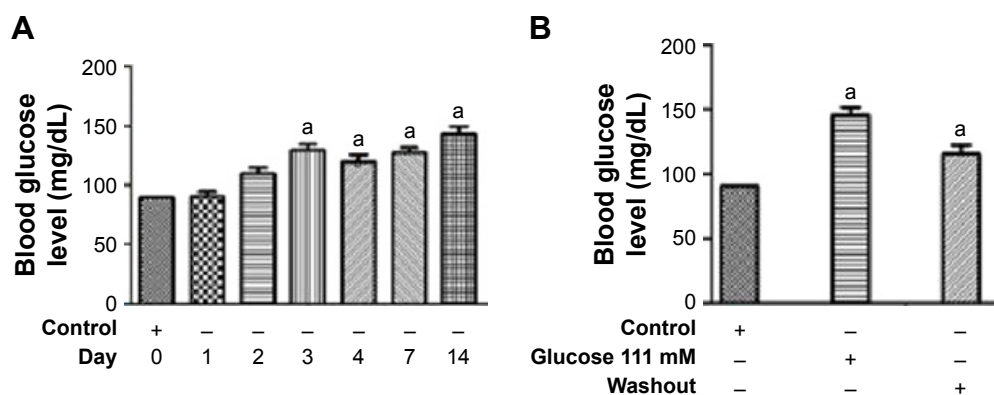 A
Blood glucose
level (mg/dL)
200
150
100
50
0
a
a
a
a
Control + – – – – – –
Day 0 1 2 3 4 7 14
B
Blood glucose
level (mg/dL)
200
150
100
50
0
a
a
Control + – –
Glucose 111 mM – + –
Washout – – +